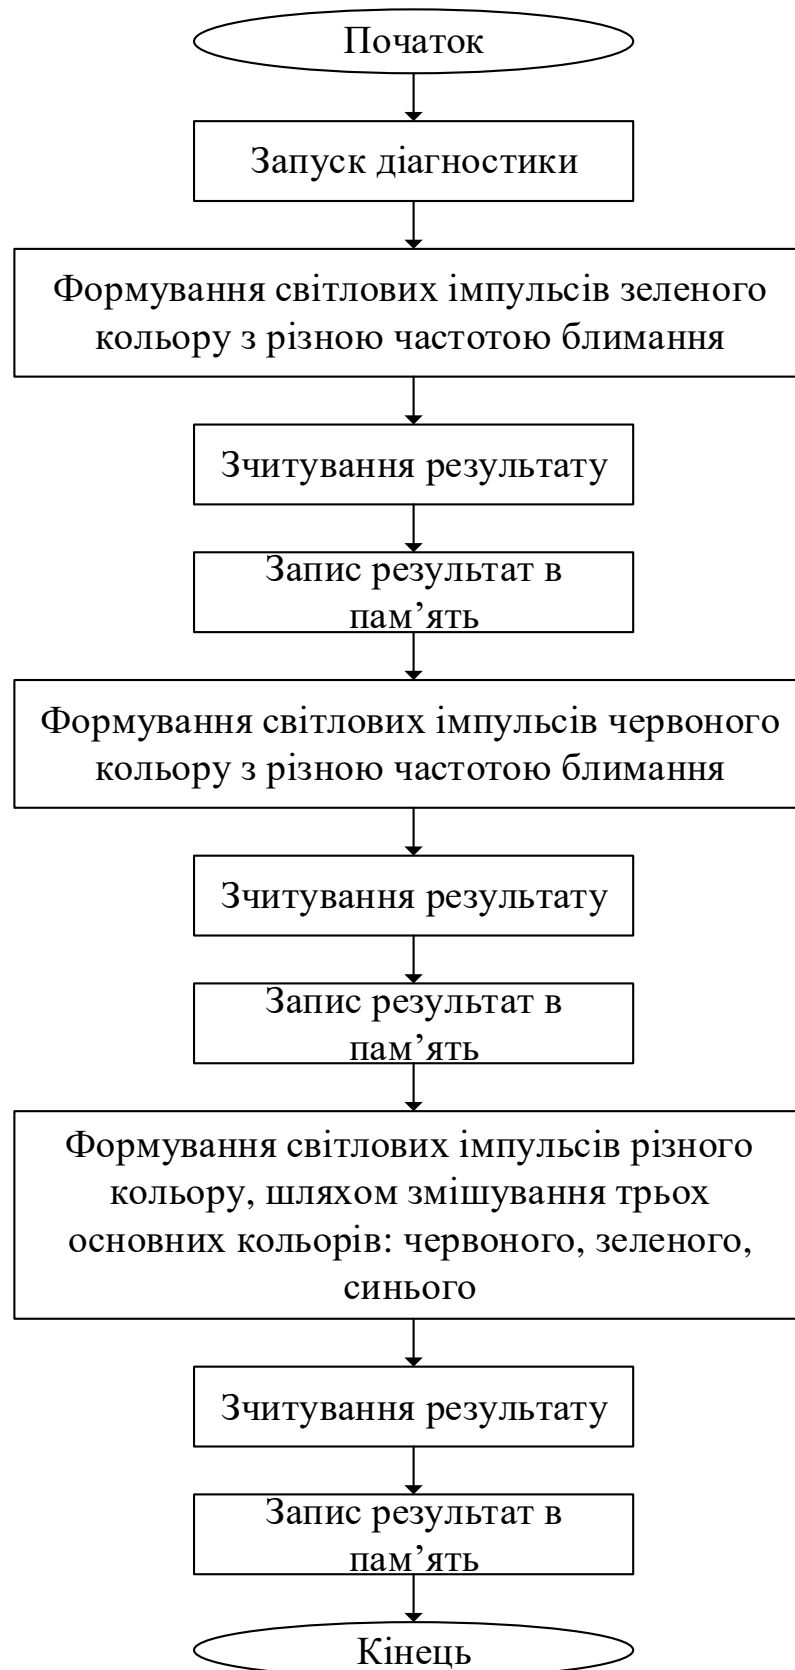 Початок
Запуск діагностики
Формування світлових імпульсів зеленого
кольору з різною частотою блимання
Зчитування результату
Запис результат в
пам’ять
Формування світлових імпульсів червоного
кольору з різною частотою блимання
Зчитування результату
Запис результат в
пам’ять
Формування світлових імпульсів різного
кольору, шляхом змішування трьох
основних кольорів: червоного, зеленого,
синього
Зчитування результату
Запис результат в
пам’ять
Кінець